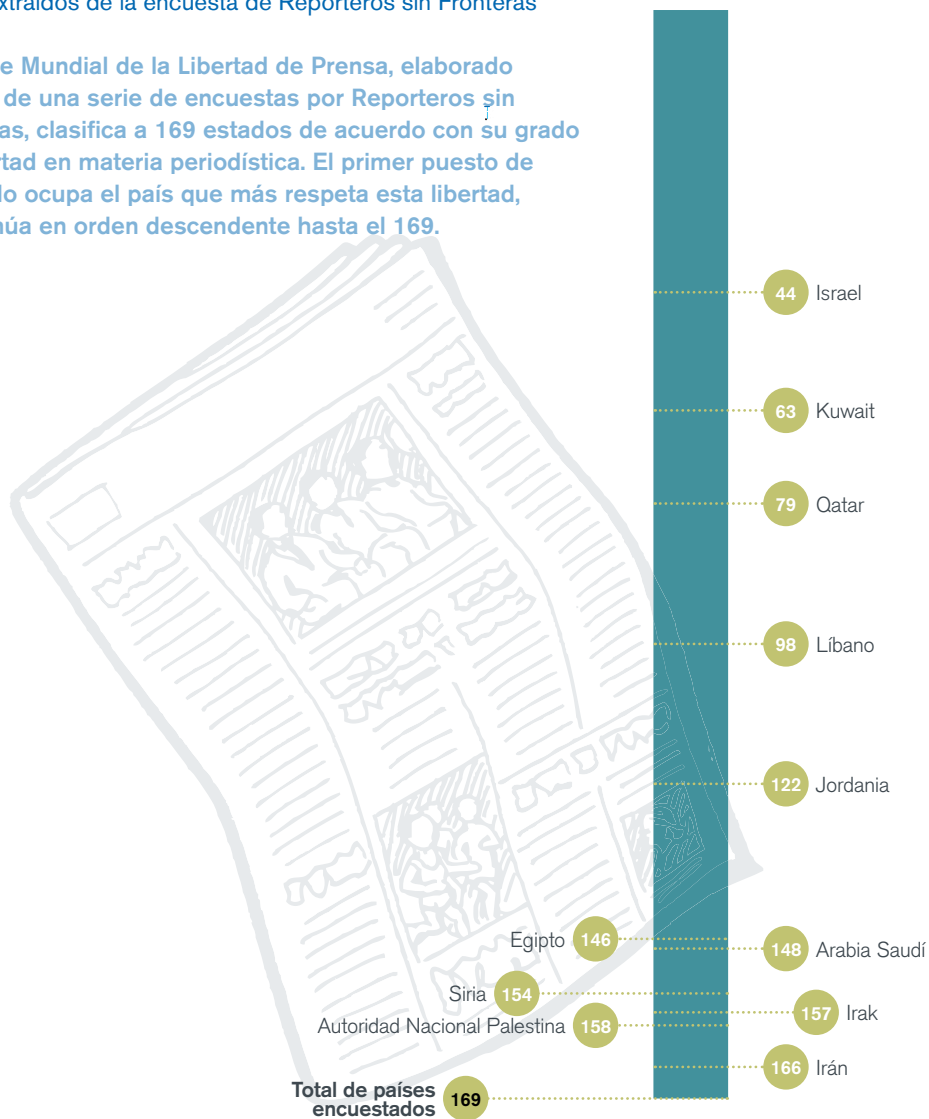 extraídos de la encuesta de Reporteros sin Fronteras
e Mundial de la Libertad de Prensa, elaborado
de una serie de encuestas por Reporteros sin
as, clasifica a 169 estados de acuerdo con su grado
rtad en materia periodística. El primer puesto de
lo ocupa el país que más respeta esta libertad,
núa en orden descendente hasta el 169.
44 Israel
63 Kuwait
79 Qatar
98 Líbano
122 Jordania
Egipto 146
148 Arabia Saudí
Siria 154
157 Irak
Autoridad Nacional Palestina 158
166 Irán
Total de países
encuestados 169